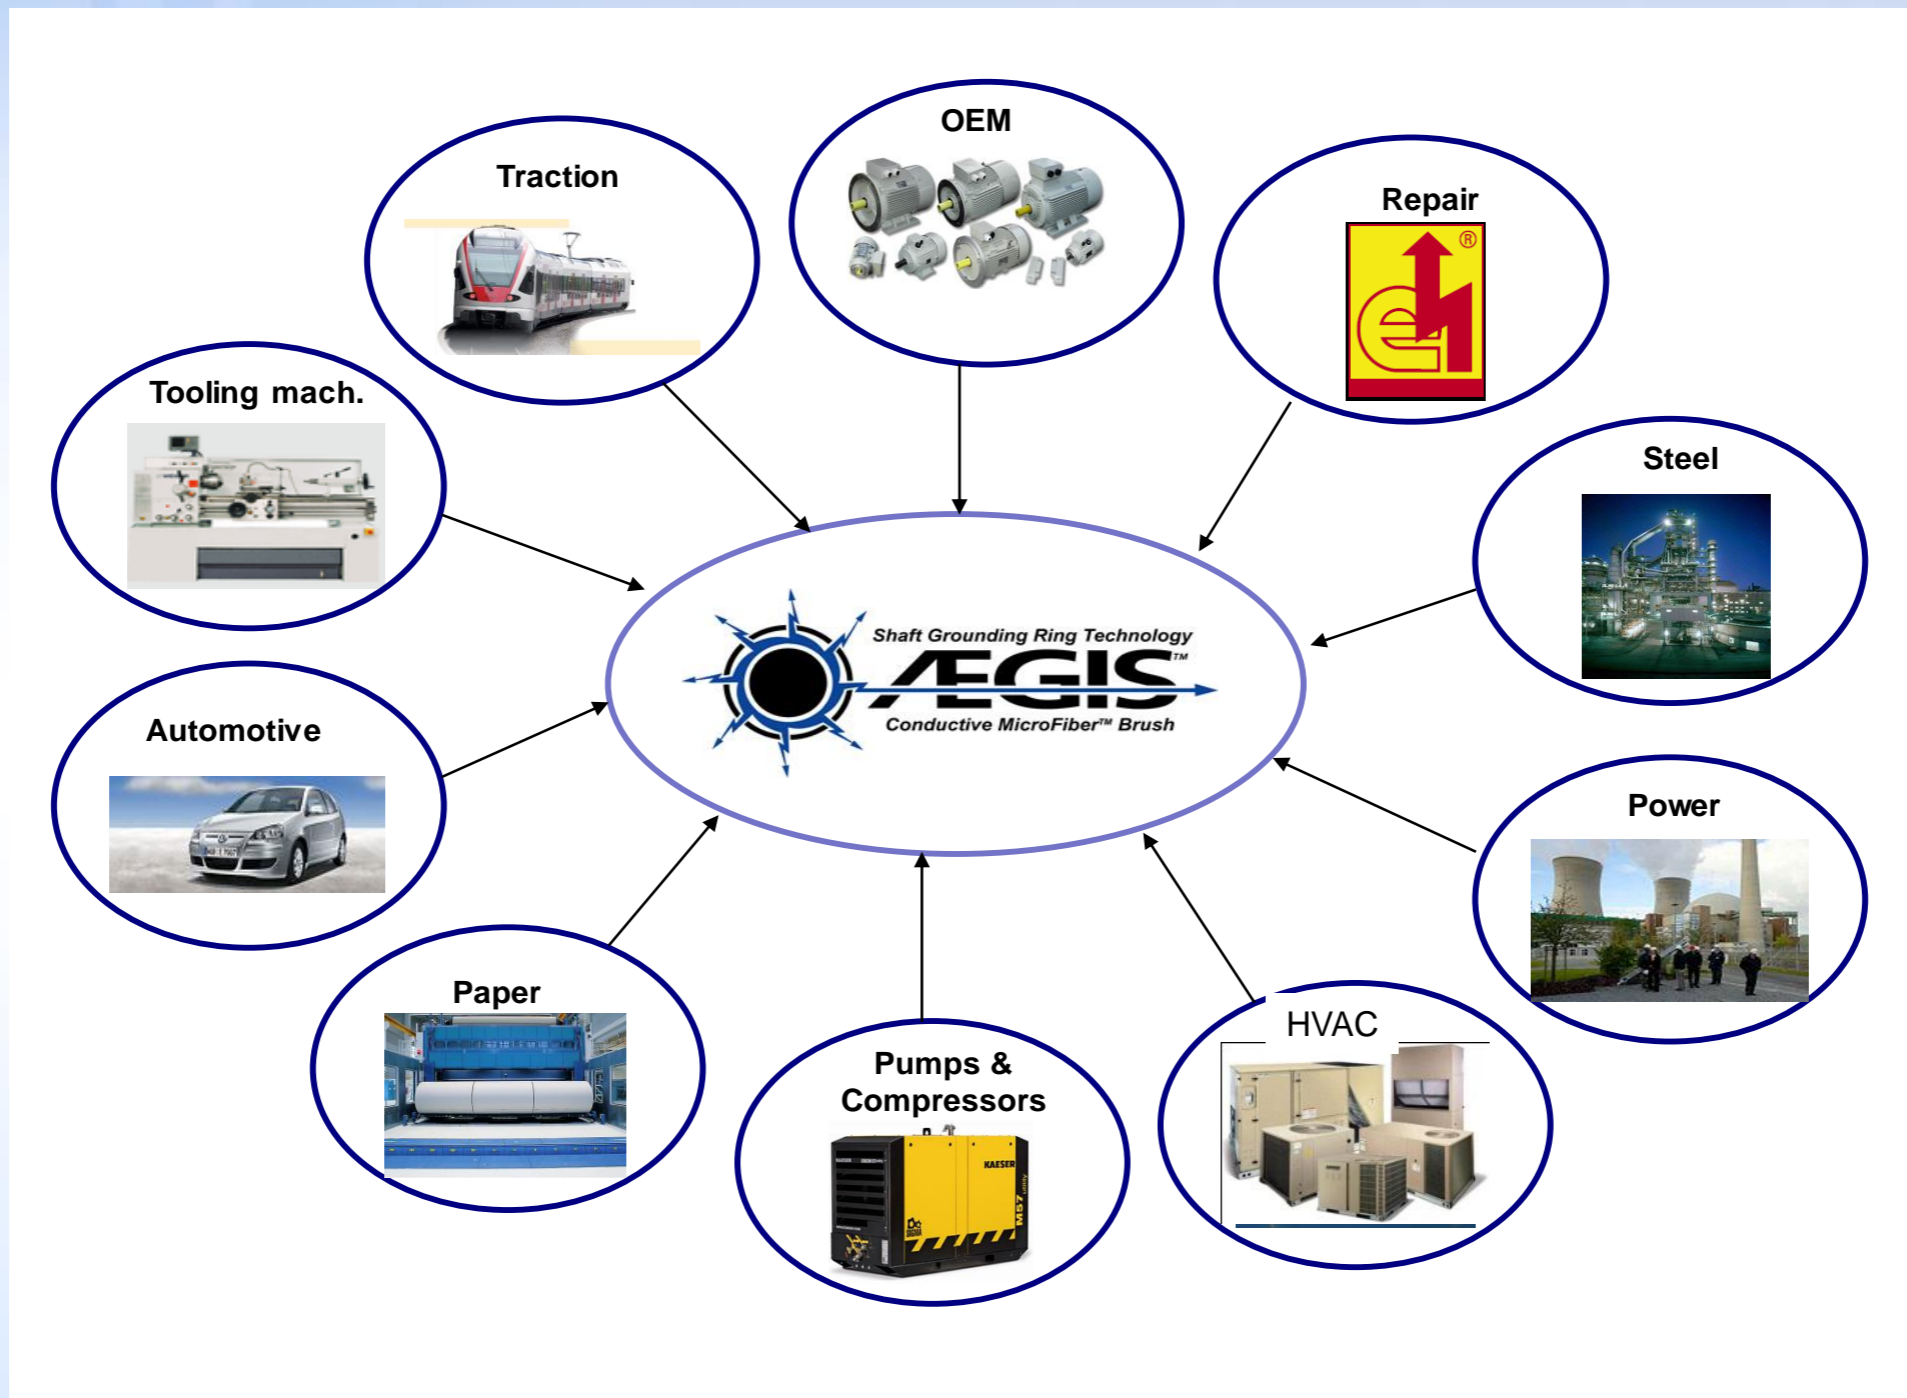 OEM
Traction
Repair
®
Tooling mach.
Steel
Shaft Grounding Ring Technology
ÆGIS™
Conductive MicroFiber™ Brush
Automotive
Power
Paper
HVAC
Pumps &
Compressors
KAESER
M57
utility